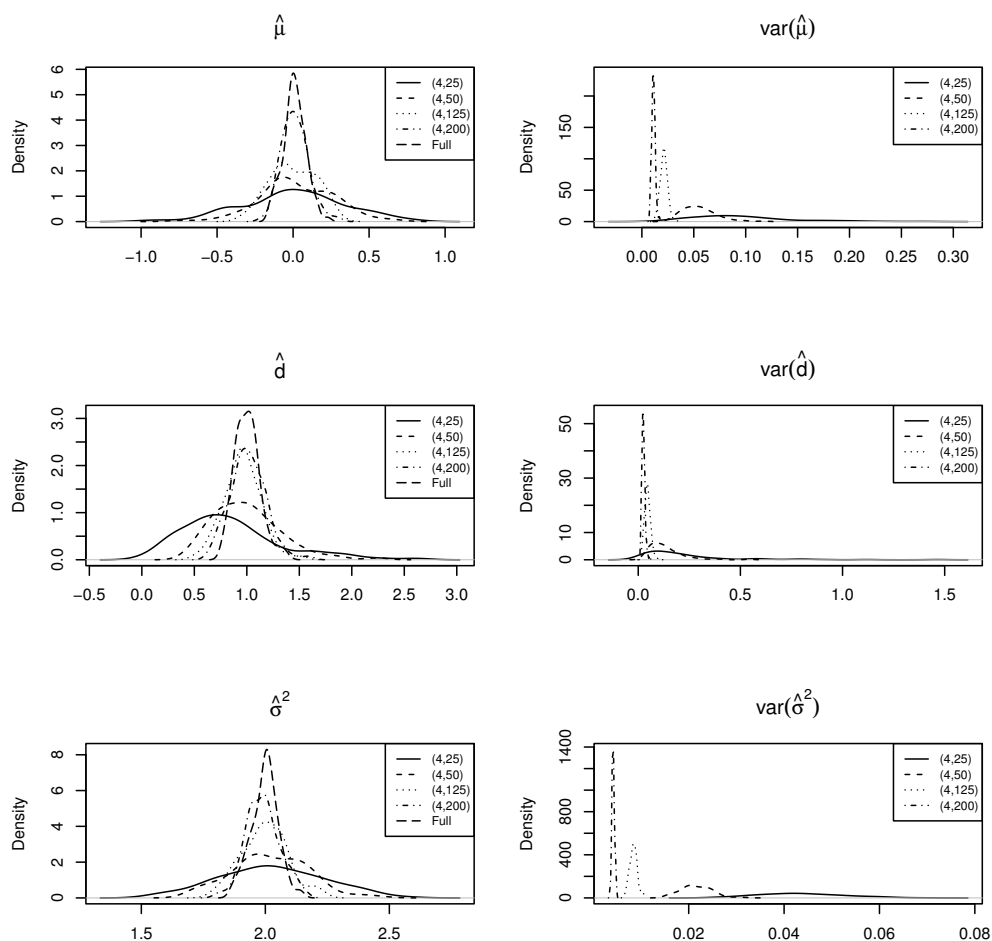 μ̂
Density
0 1 2 3 4 5 6
−1.0 −0.5 0.0 0.5 1.0
(4,25)
(4,50)
(4,125)
(4,200)
Full
var(μ̂)
Density
0 50 150
0.00 0.05 0.10 0.15 0.20 0.25 0.30
(4,25)
(4,50)
(4,125)
(4,200)
d̂
Density
0.0 1.0 2.0 3.0
−0.5 0.0 0.5 1.0 1.5 2.0 2.5 3.0
(4,25)
(4,50)
(4,125)
(4,200)
Full
var(d̂)
Density
0 10 30 50
0.0 0.5 1.0 1.5
(4,25)
(4,50)
(4,125)
(4,200)
σ̂²
Density
0 2 4 6 8
1.5 2.0 2.5
(4,25)
(4,50)
(4,125)
(4,200)
Full
var(σ̂²)
Density
0 400 800 1400
0.02 0.04 0.06 0.08
(4,25)
(4,50)
(4,125)
(4,200)